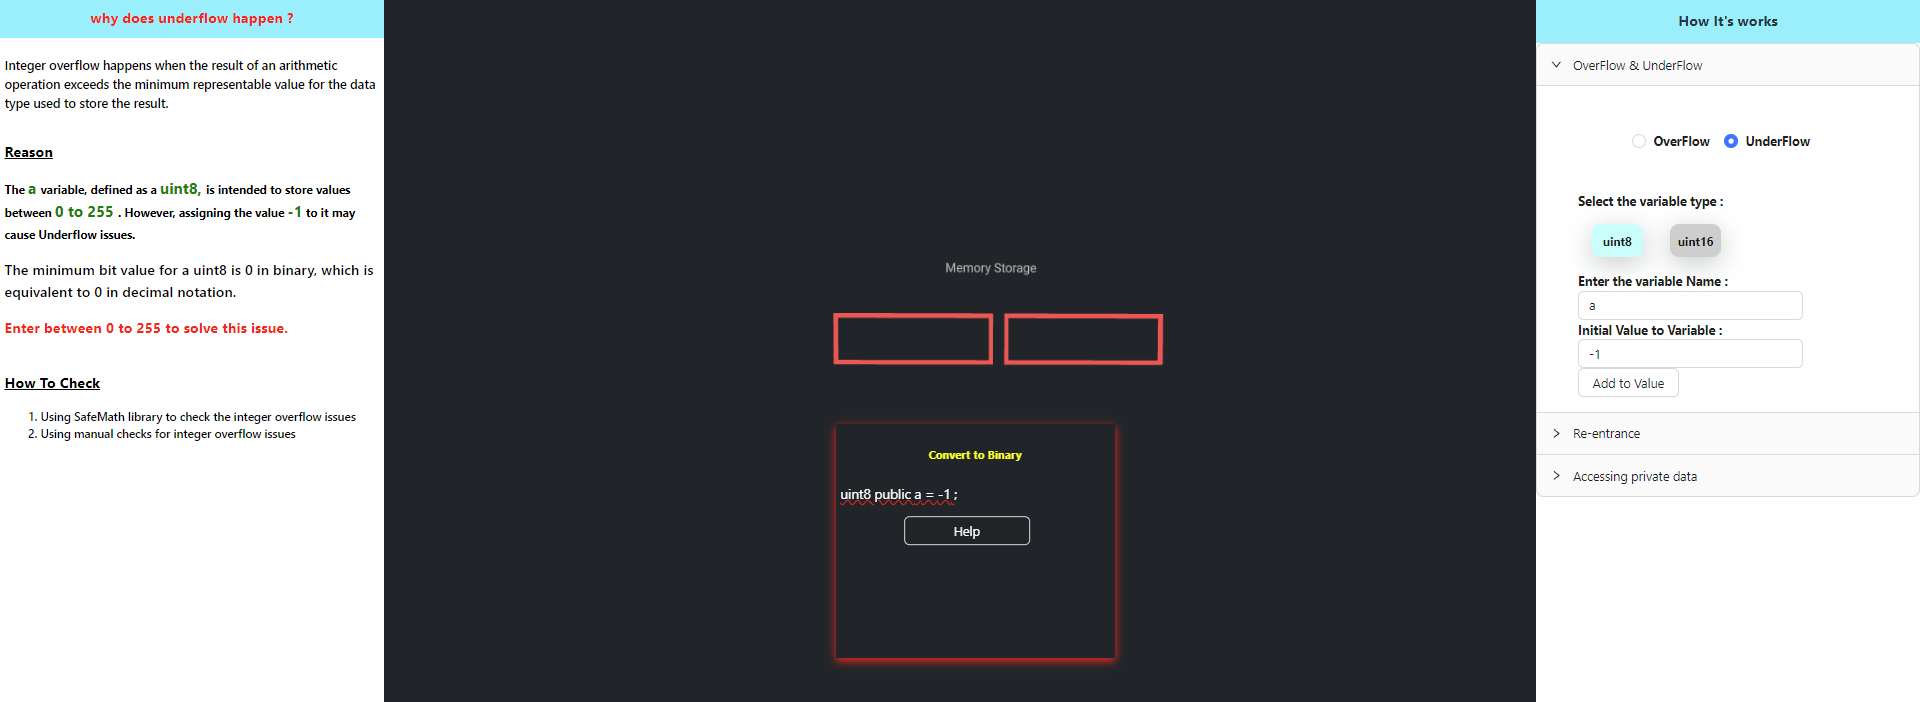 why does underflow happen ?
Integer overflow happens when the result of an arithmetic
operation exceeds the minimum representable value for the data
type used to store the result.
Reason
The a variable, defined as a uint8, is intended to store values
between 0 to 255 . However, assigning the value -1 to it may
cause Underflow issues.
The minimum bit value for a uint8 is 0 in binary, which is
equivalent to 0 in decimal notation.
Enter between 0 to 255 to solve this issue.
How To Check
1. Using SafeMath library to check the integer overflow issues
2. Using manual checks for integer overflow issues
Memory Storage
Convert to Binary
uint8 public a = -1 ;
Help
How It's works
OverFlow & UnderFlow
OverFlow UnderFlow
Select the variable type :
uint8 uint16
Enter the variable Name :
a
Initial Value to Variable :
-1
Add to Value
Re-entrance
Accessing private data